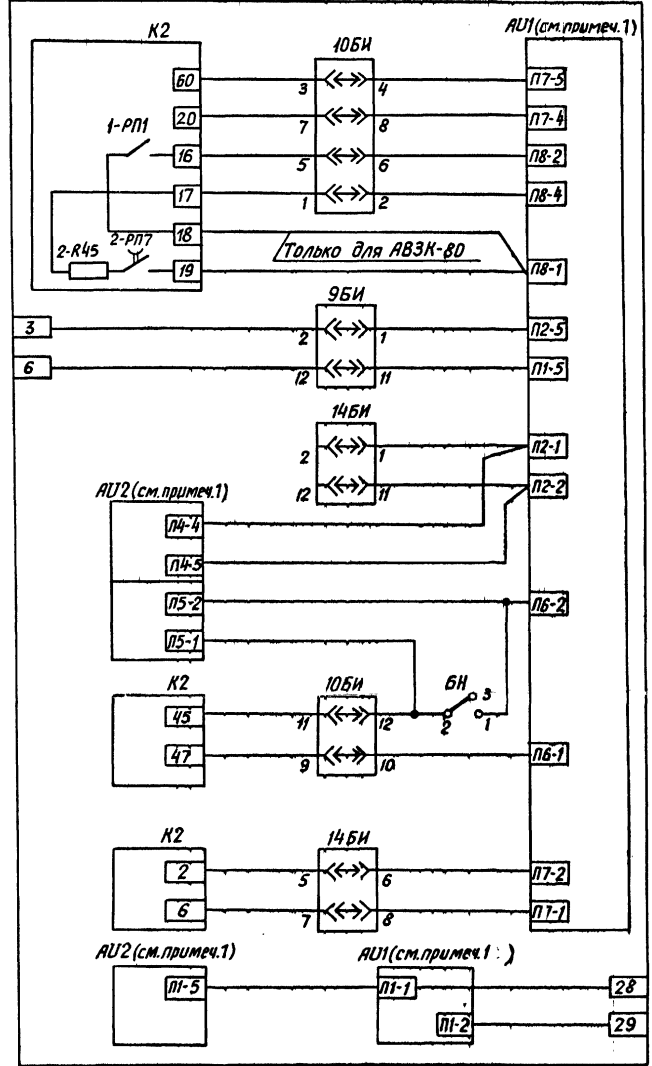 К2
AU1 (см.примеч.1)
10БИ
60
3
4
П7-5
20
7
8
П7-4
1-РП1
16
5
6
П8-2
17
1
2
П8-4
18
2-R45
2-РП7
19
Только для АВЗК-80
П8-1
9БИ
3
2
1
П2-5
6
12
11
П1-5
14БИ
2
1
П2-1
12
11
П2-2
AU2 (см.примеч.1)
П4-4
П4-5
П5-2
П6-2
П5-1
К2
10БИ
6Н
3
45
11
12
2
1
47
9
10
П6-1
К2
14БИ
2
5
6
П7-2
6
7
8
П7-1
AU2 (см.примеч.1)
AU1 (см.примеч.1 )
П1-5
П1-1
28
П1-2
29